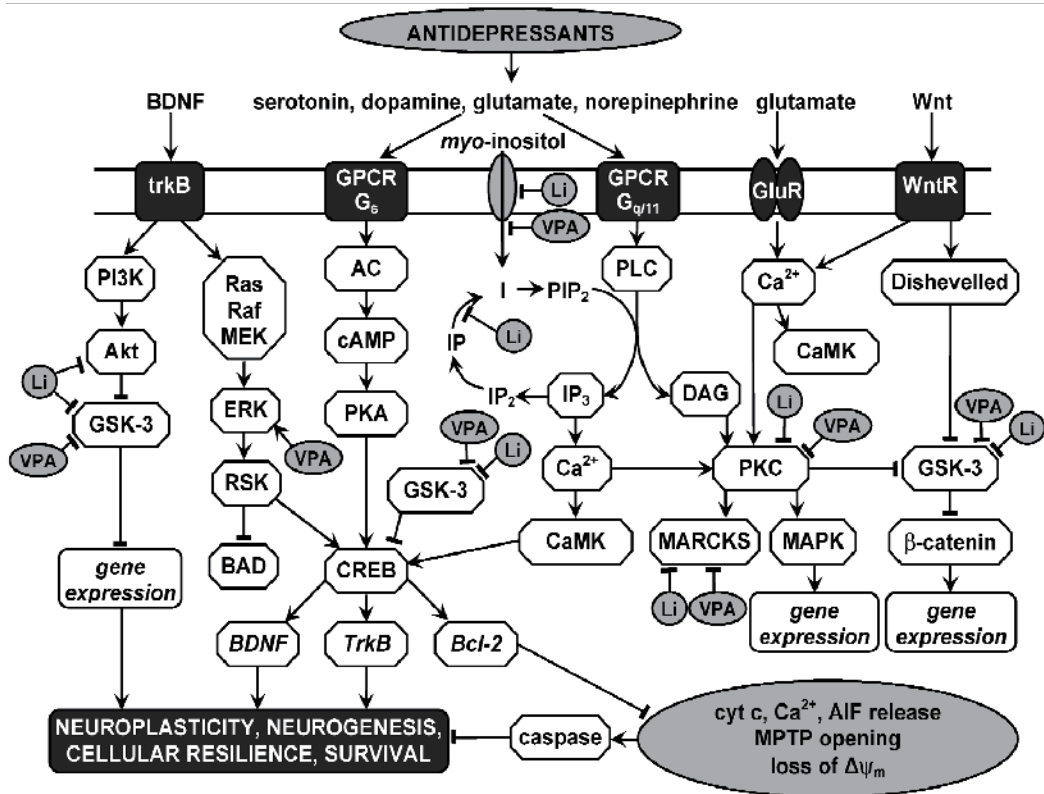 ANTIDEPRESSANTS
BDNF
serotonin, dopamine, glutamate, norepinephrine
glutamate
Wnt
myo-inositol
trkB
GPCR
Gs
Li
VPA
GPCR
Gq/11
GluR
WntR
PI3K
Ras
Raf
MEK
AC
I
PIP2
PLC
Ca2+
Dishevelled
Akt
cAMP
IP
Li
CaMK
Li
GSK-3
VPA
ERK
VPA
PKA
IP2
IP3
DAG
Li
VPA
VPA
Li
VPA
Li
RSK
GSK-3
Ca2+
PKC
GSK-3
BAD
CREB
CaMK
MARCKS
MAPK
β-catenin
gene
expression
Li
VPA
gene
expression
gene
expression
BDNF
TrkB
Bcl-2
NEUROPLASTICITY, NEUROGENESIS,
CELLULAR RESILIENCE, SURVIVAL
caspase
cyt c, Ca2+, AIF release
MPTP opening
loss of Δψm